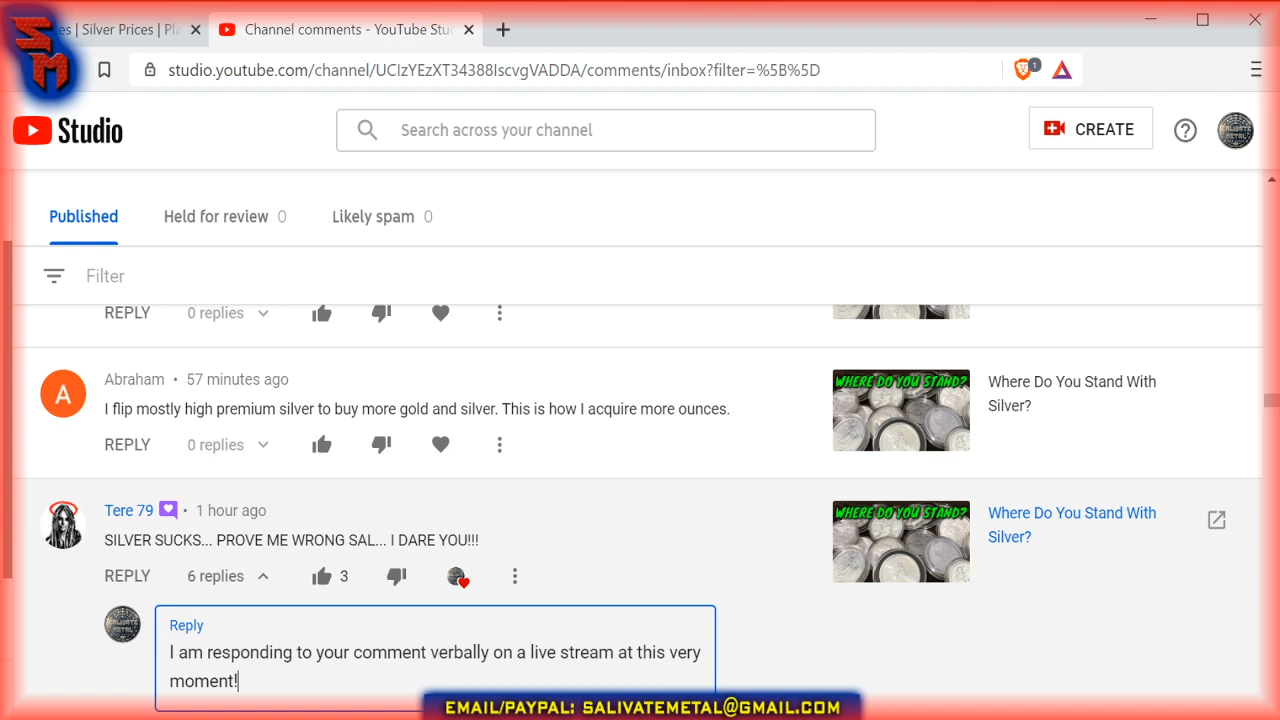 SM
es | Silver Prices | Pla
Channel comments - YouTube Stu
studio.youtube.com/channel/UCIzYEzXT34388IscvgVADDA/comments/inbox?filter=%5B%5D
1
Studio
Search across your channel
CREATE
Published
Held for review 0
Likely spam 0
Filter
REPLY 0 replies
Abraham • 57 minutes ago
A
I flip mostly high premium silver to buy more gold and silver. This is how I acquire more ounces.
REPLY 0 replies
WHERE DO YOU STAND?
Where Do You Stand With
Silver?
Tere 79 • 1 hour ago
SILVER SUCKS... PROVE ME WRONG SAL... I DARE YOU!!!
REPLY 6 replies 3
WHERE DO YOU STAND?
Where Do You Stand With
Silver?
SALIVATE
METAL
Reply
I am responding to your comment verbally on a live stream at this very
moment!
EMAIL/PAYPAL: SALIVATEMETAL@GMAIL.COM